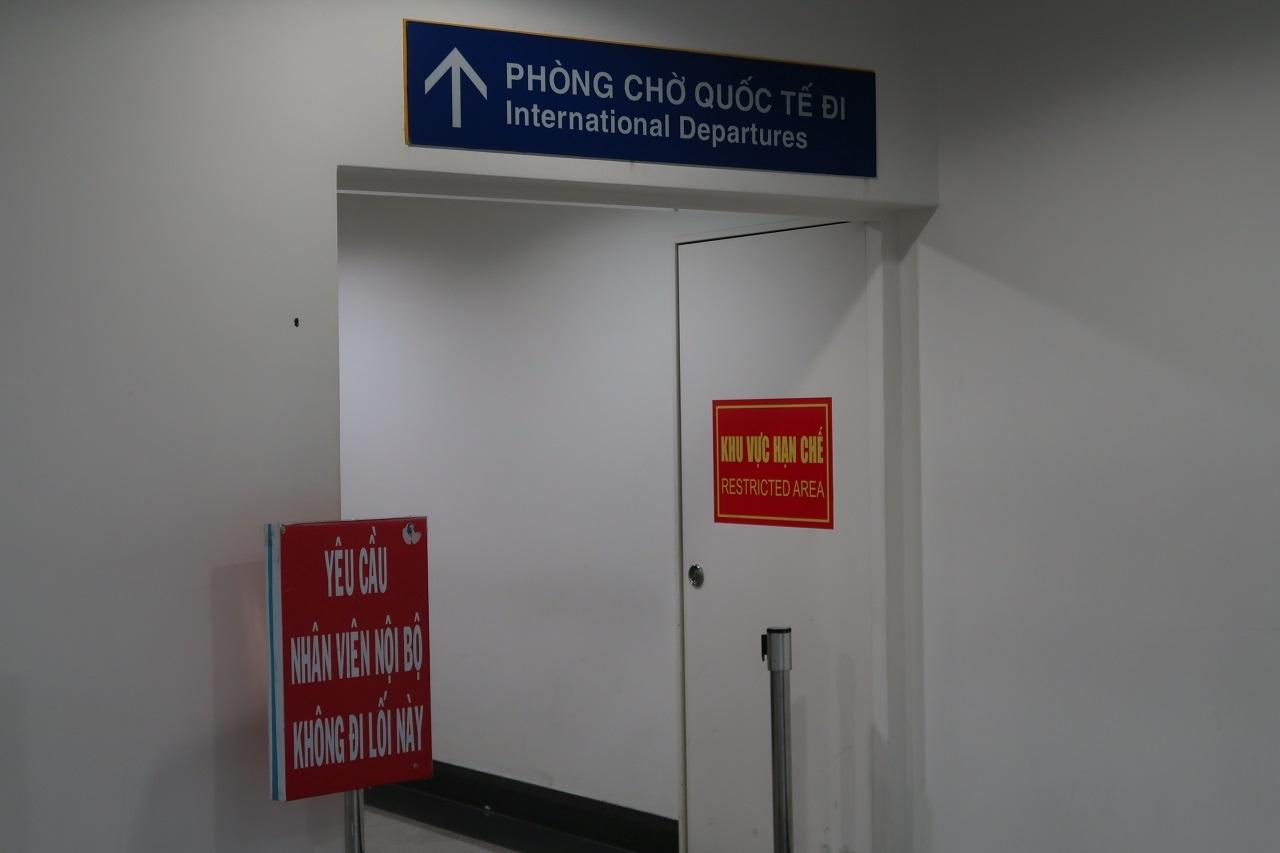 PHÒNG CHỜ QUỐC TẾ ĐI
International Departures
KHU VỰC HẠN CHẾ
RESTRICTED AREA
YÊU CẦU
NHÂN VIÊN NỘI BỘ
KHÔNG ĐI LỐI NÀY